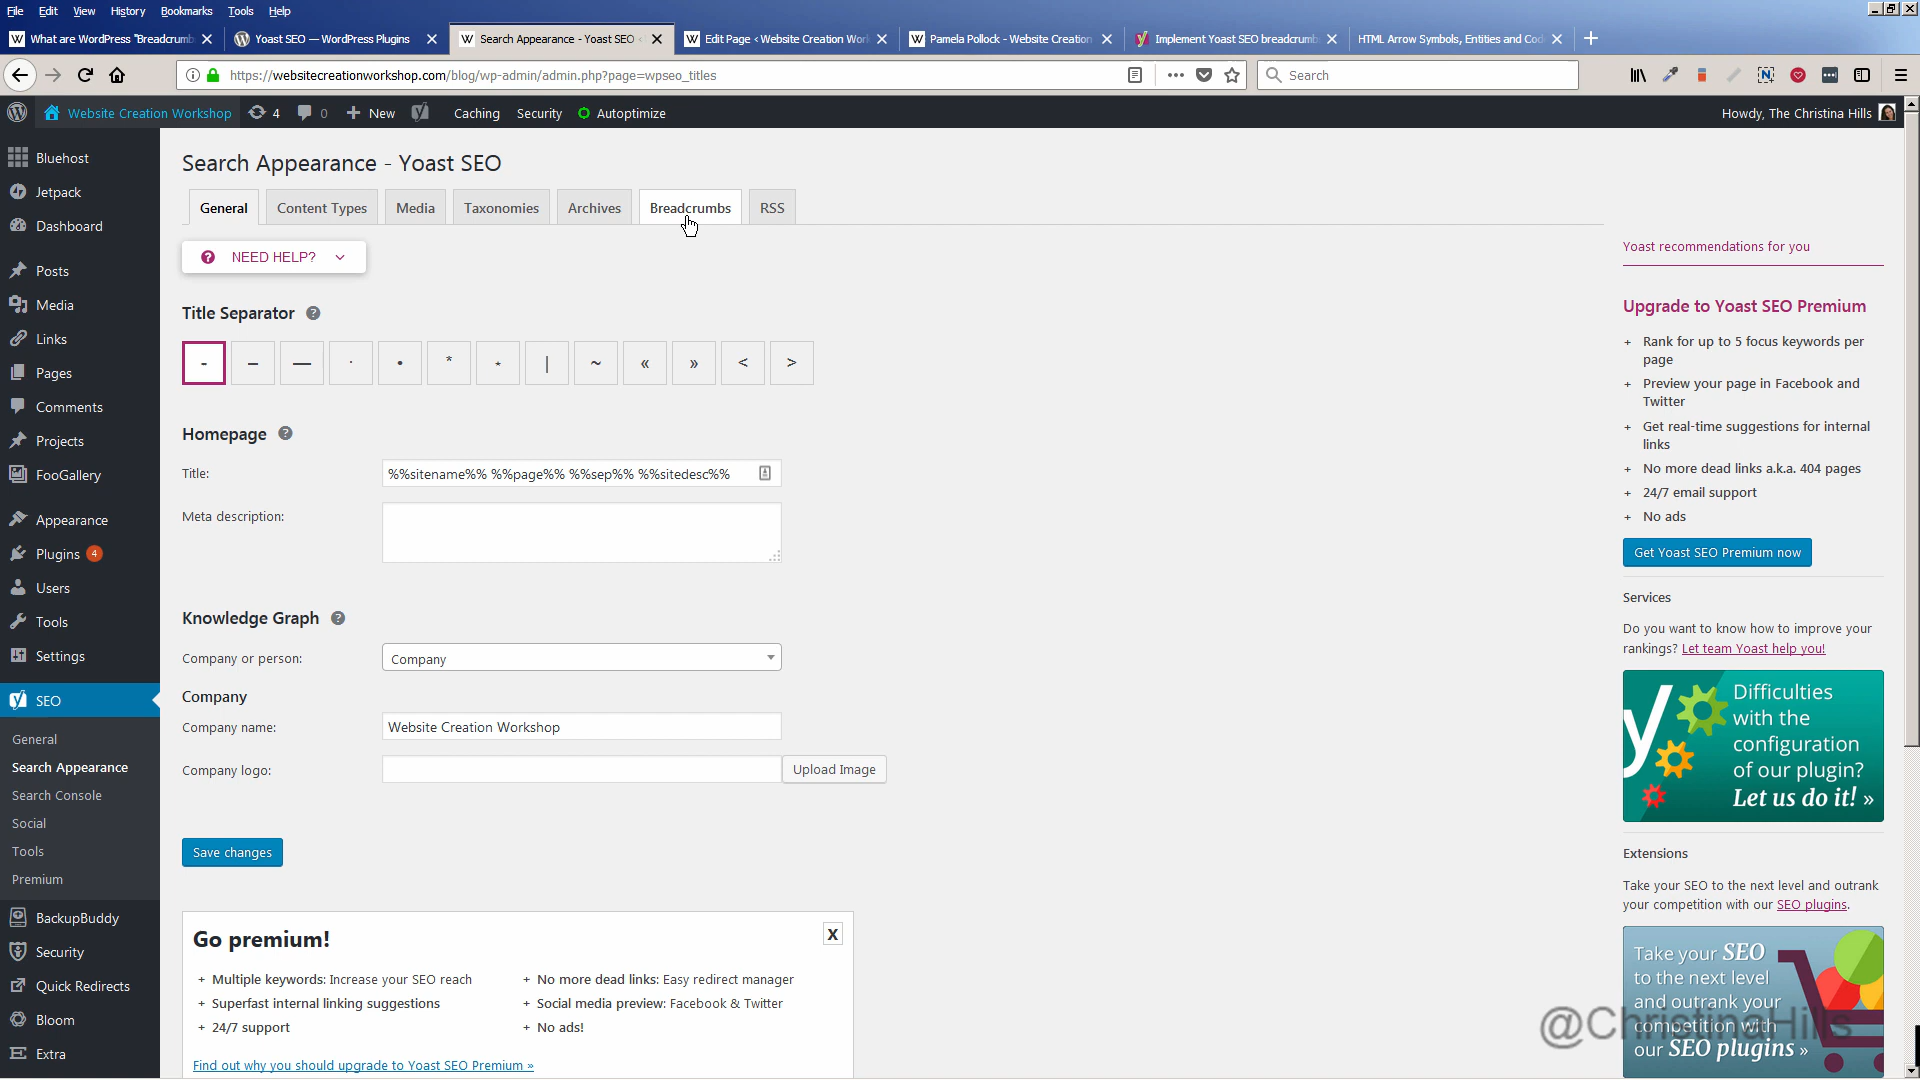 File Edit View History Bookmarks Tools Help
What are WordPress "Breadcrumb
Yoast SEO — WordPress Plugins
Search Appearance - Yoast SEO ‹
Edit Page ‹ Website Creation Wor
Pamela Pollock - Website Creation
Implement Yoast SEO breadcrumb
HTML Arrow Symbols, Entities and Cod
https://websitecreationworkshop.com/blog/wp-admin/admin.php?page=wpseo_titles
Search
Website Creation Workshop 4 0 New Caching Security Autoptimize
Howdy, The Christina Hills
Bluehost
Jetpack
Dashboard
Posts
Media
Links
Pages
Comments
Projects
FooGallery
Appearance
Plugins 4
Users
Tools
Settings
SEO
General
Search Appearance
Search Console
Social
Tools
Premium
BackupBuddy
Security
Quick Redirects
Bloom
Extra
Search Appearance - Yoast SEO
General Content Types Media Taxonomies Archives Breadcrumbs RSS
NEED HELP?
Title Separator ?
- – — · • * ⋆ | ~ « » < >
Homepage ?
Title: %%sitename%% %%page%% %%sep%% %%sitedesc%%
Meta description:
Knowledge Graph ?
Company or person: Company
Company
Company name: Website Creation Workshop
Company logo: Upload Image
Save changes
Go premium! X
+ Multiple keywords: Increase your SEO reach
+ Superfast internal linking suggestions
+ 24/7 support
+ No more dead links: Easy redirect manager
+ Social media preview: Facebook & Twitter
+ No ads!
Find out why you should upgrade to Yoast SEO Premium »
Yoast recommendations for you
Upgrade to Yoast SEO Premium
+ Rank for up to 5 focus keywords per
page
+ Preview your page in Facebook and
Twitter
+ Get real-time suggestions for internal
links
+ No more dead links a.k.a. 404 pages
+ 24/7 email support
+ No ads
Get Yoast SEO Premium now
Services
Do you want to know how to improve your
rankings? Let team Yoast help you!
Difficulties
with the
configuration
of our plugin?
Let us do it! »
Extensions
Take your SEO to the next level and outrank
your competition with our SEO plugins.
Take your SEO
to the next level
and outrank your
competition with
our SEO plugins »
@ChristinaHills